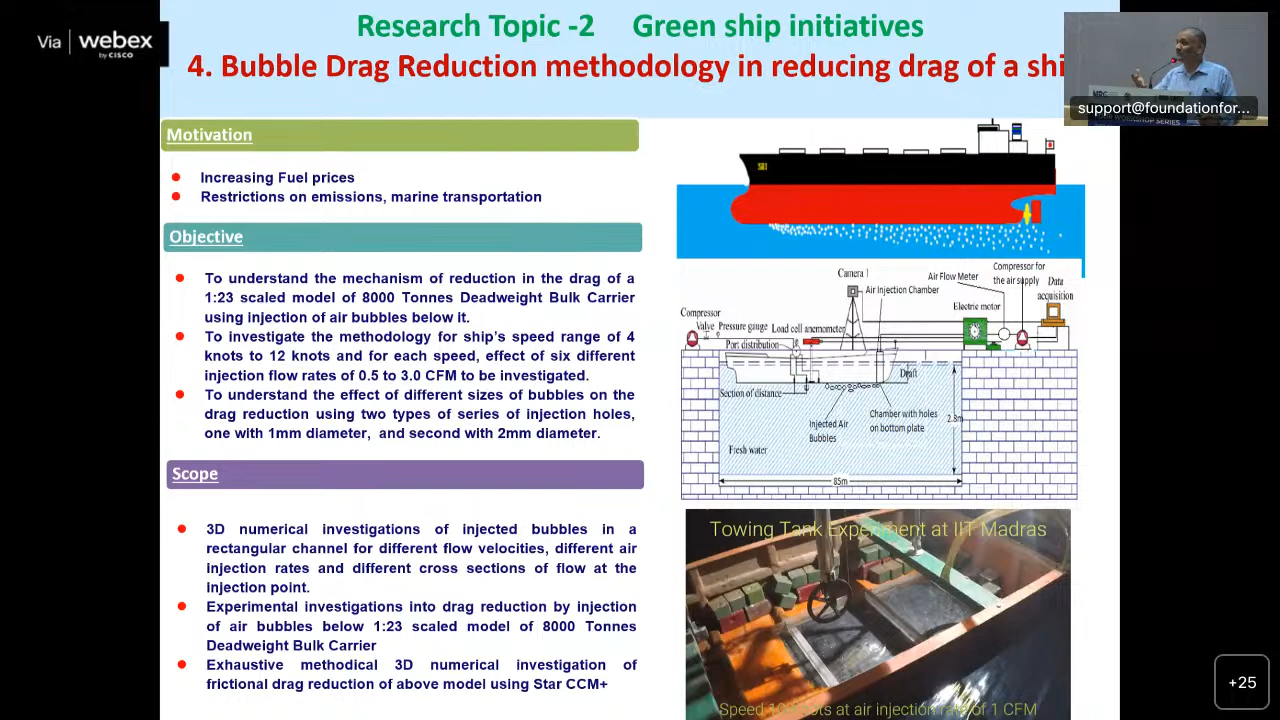 Via webex
by CISCO
Research Topic -2 Green ship initiatives
4. Bubble Drag Reduction methodology in reducing drag of a shi
support@foundationfor...
Motivation
Increasing Fuel prices
Restrictions on emissions, marine transportation
Objective
To understand the mechanism of reduction in the drag of a
1:23 scaled model of 8000 Tonnes Deadweight Bulk Carrier
using injection of air bubbles below it.
To investigate the methodology for ship's speed range of 4
knots to 12 knots and for each speed, effect of six different
injection flow rates of 0.5 to 3.0 CFM to be investigated.
To understand the effect of different sizes of bubbles on the
drag reduction using two types of series of injection holes,
one with 1mm diameter, and second with 2mm diameter.
Scope
3D numerical investigations of injected bubbles in a
rectangular channel for different flow velocities, different air
injection rates and different cross sections of flow at the
injection point.
Experimental investigations into drag reduction by injection
of air bubbles below 1:23 scaled model of 8000 Tonnes
Deadweight Bulk Carrier
Exhaustive methodical 3D numerical investigation of
frictional drag reduction of above model using Star CCM+
Camera 1
Air Flow Meter
Compressor for
the air supply
Data
acquisition
Air Injection Chamber
Electric motor
Compressor
Valve Pressure gauge Load cell anemometer
Port distribution
Draft
Section of distance
Injected Air
Bubbles
Chamber with holes
on bottom plate
2.8m
Fresh water
85m
Towing Tank Experiment at IIT Madras
at air injection rate of 1 CFM
+25